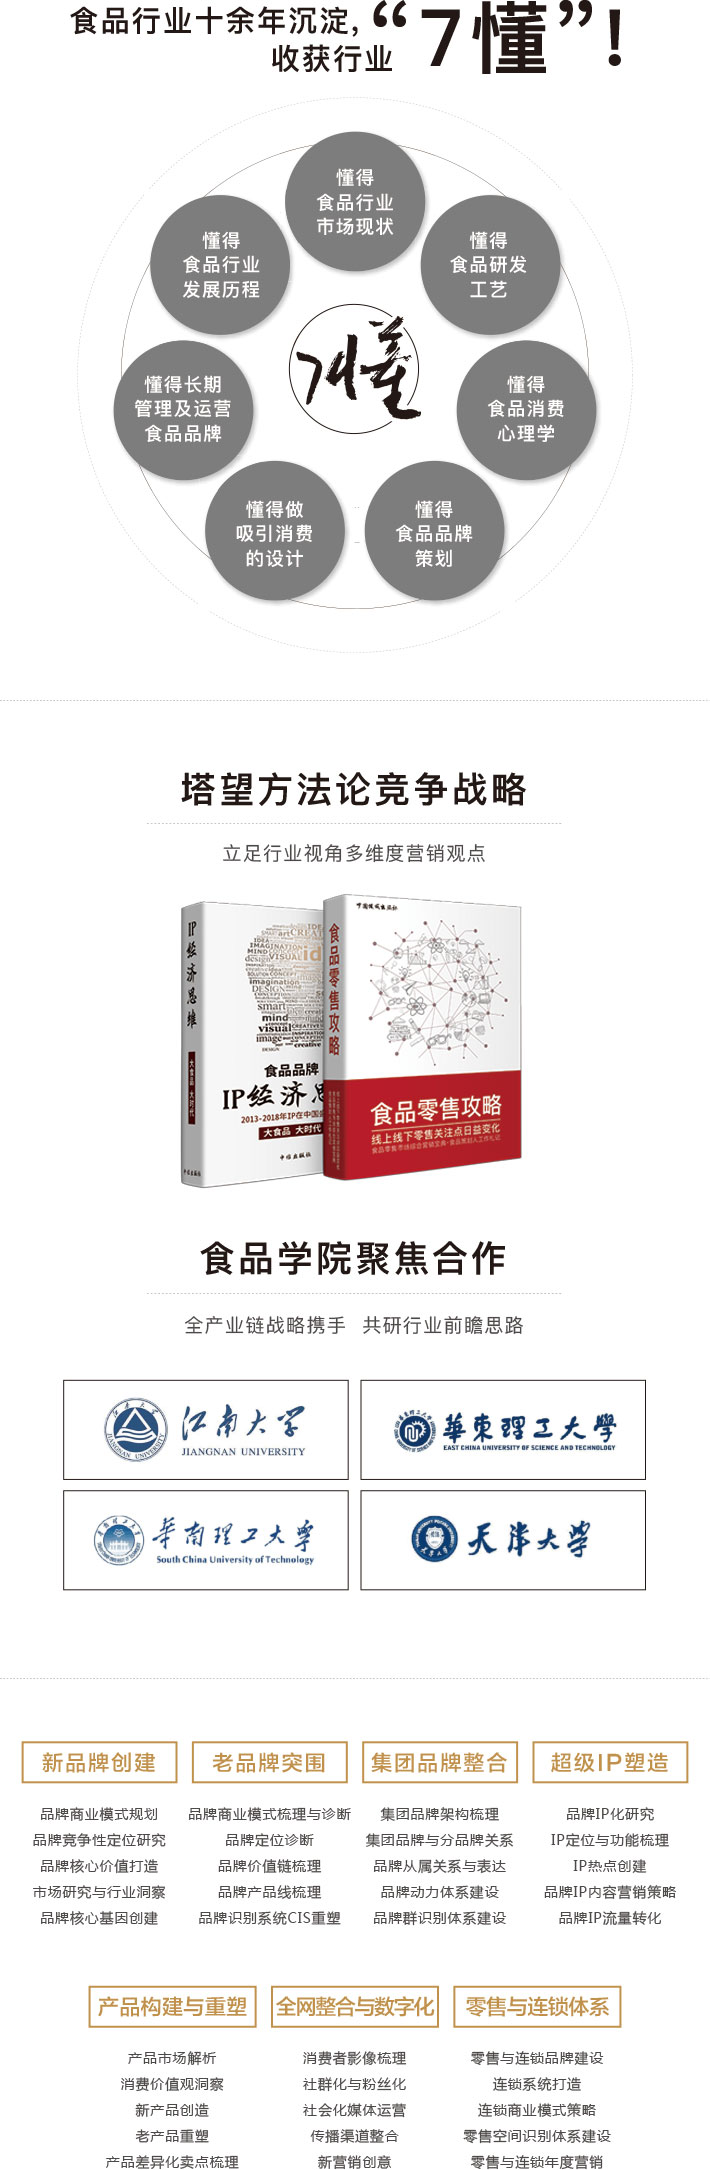 食品行业十余年沉淀,
收获行业
“7懂”!
懂得
食品行业
市场现状
懂得
食品行业
发展历程
懂得
食品研发
工艺
7懂
懂得长期
管理及运营
食品品牌
懂得
食品消费
心理学
懂得做
吸引消费
的设计
懂得
食品品牌
策划
塔望方法论竞争战略
立足行业视角多维度营销观点
IP经济思维
大食品 大时代
食品品牌
IP经济思
2013-2018年IP在中国
大食品 大时代
中信出版社
食品零售攻略
食品零售攻略
线上线下零售关注点日益变化
食品学院聚焦合作
全产业链战略携手 共研行业前瞻思路
江南大学
JIANGNAN UNIVERSITY
華東理工大學
EAST CHINA UNIVERSITY OF SCIENCE AND TECHNOLOGY
华南理工大学
South China University of Technology
天津大学
新品牌创建
老品牌突围
集团品牌整合
超级IP塑造
品牌商业模式规划
品牌商业模式梳理与诊断
集团品牌架构梳理
品牌IP化研究
品牌竞争性定位研究
品牌定位诊断
集团品牌与分品牌关系
IP定位与功能梳理
品牌核心价值打造
品牌价值链梳理
品牌从属关系与表达
IP热点创建
市场研究与行业洞察
品牌产品线梳理
品牌动力体系建设
品牌IP内容营销策略
品牌核心基因创建
品牌识别系统CIS重塑
品牌群识别体系建设
品牌IP流量转化
产品构建与重塑
全网整合与数字化
零售与连锁体系
产品市场解析
消费者影像梳理
零售与连锁品牌建设
消费价值观洞察
社群化与粉丝化
连锁系统打造
新产品创造
社会化媒体运营
连锁商业模式策略
老产品重塑
传播渠道整合
零售空间识别体系建设
产品差异化卖点梳理
新营销创意
零售与连锁年度营销